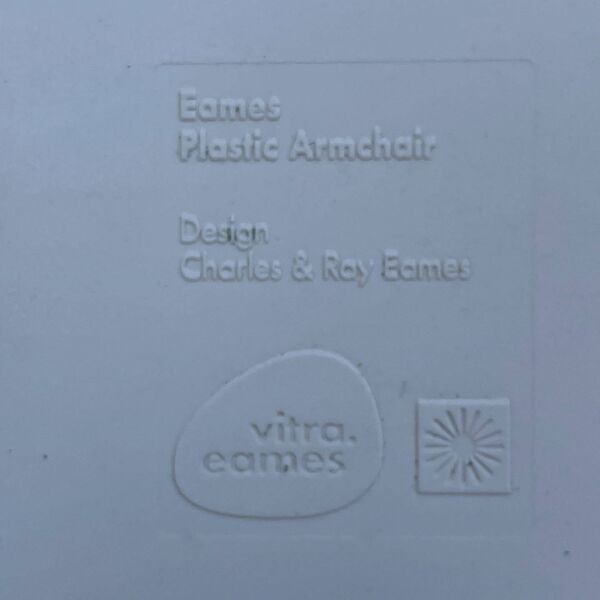 Eames
Plastic Armchair
Design
Charles & Ray Eames
vitra.
eames